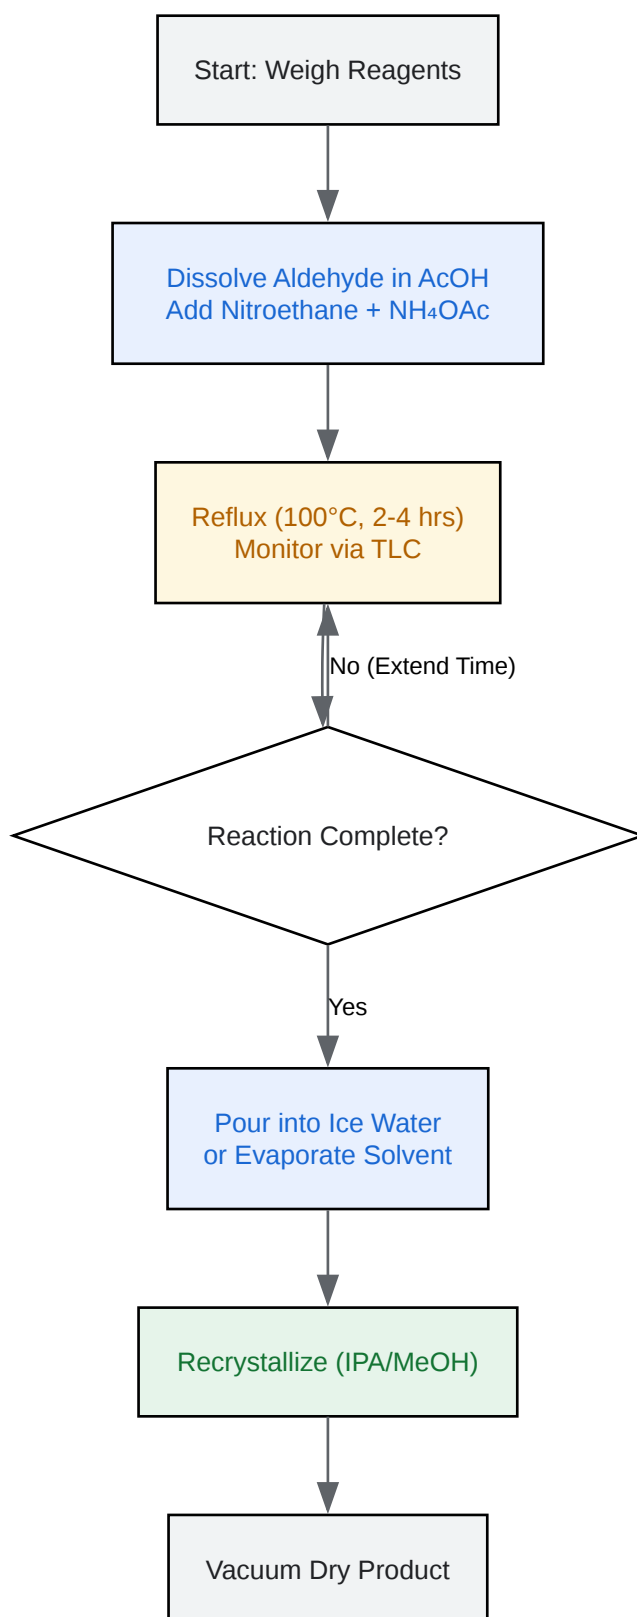 Start: Weigh Reagents
Dissolve Aldehyde in AcOH
Add Nitroethane + NH₄OAc
Reflux (100°C, 2-4 hrs)
Monitor via TLC
No (Extend Time)
Reaction Complete?
Yes
Pour into Ice Water
or Evaporate Solvent
Recrystallize (IPA/MeOH)
Vacuum Dry Product